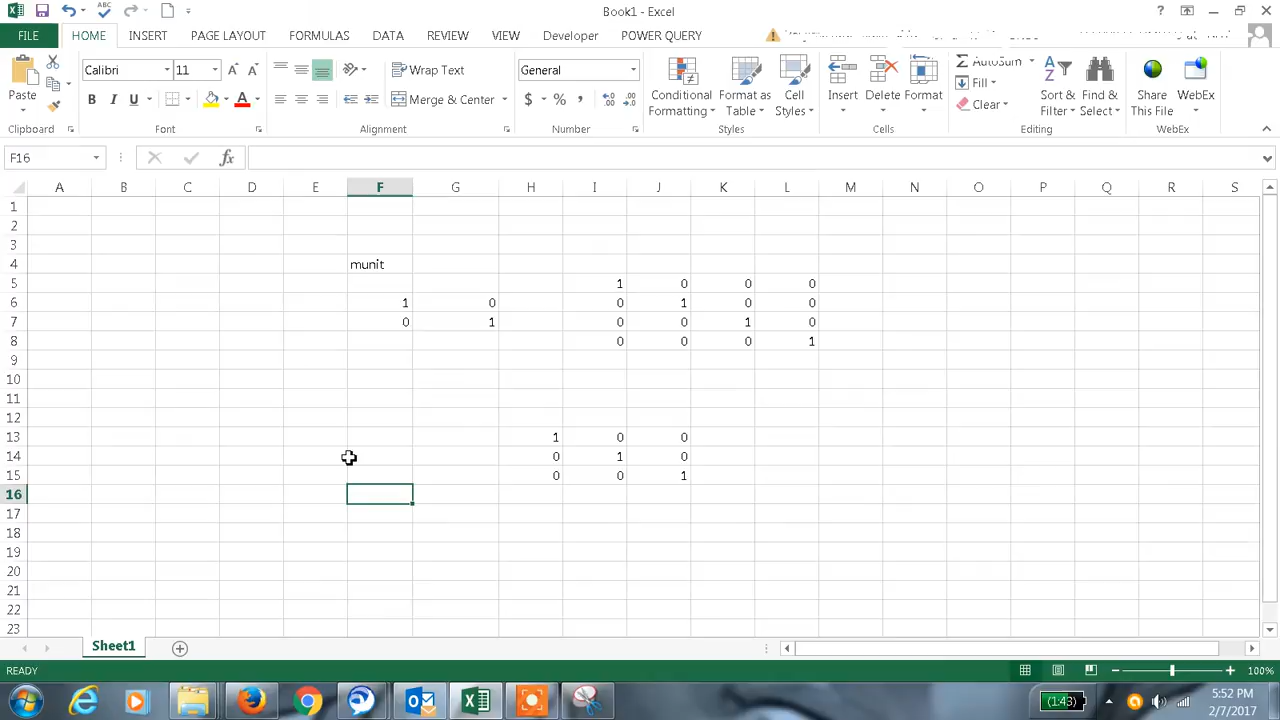 Book1 - Excel
FILE HOME INSERT PAGE LAYOUT FORMULAS DATA REVIEW VIEW Developer POWER QUERY
Calibri 12 Wrap Text General AutoSum
Paste B I U Merge & Center $ % Conditional Format as Cell Insert Delete Format Fill Sort & Find & Share WebEx
Formatting Table Styles Clear Filter Select This File
Clipboard Font Alignment Number Styles Cells Editing WebEx
F16 fx
A B C D E F G H I J K L M N O P Q R S
1
2
3
4 munit
5 1 0 0 0
6 1 0 0 1 0 0
7 0 1 0 0 1 0
8 0 0 0 1
9
10
11
12
13 1 0 0
14 0 1 0
15 0 0 1
16
17
18
19
20
21
22
23
Sheet1
READY 100%
(1:43) 5:52 PM
2/7/2017